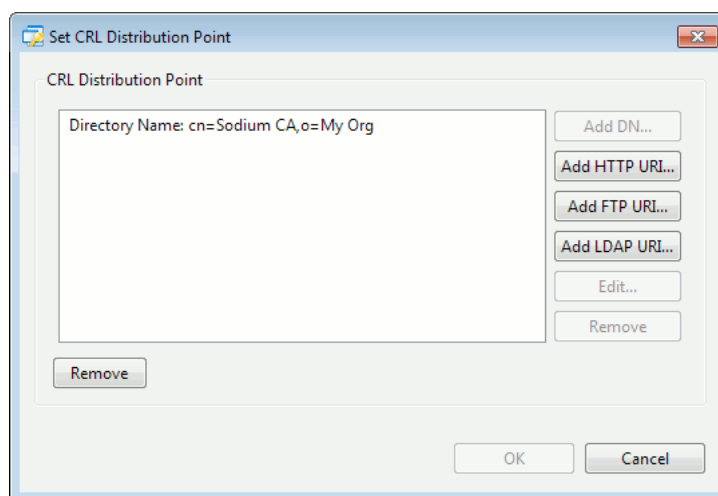 Set CRL Distribution Point
CRL Distribution Point
Directory Name: cn=Sodium CA,o=My Org
Add DN...
Add HTTP URI...
Add FTP URI...
Add LDAP URI...
Edit...
Remove
Remove
OK
Cancel